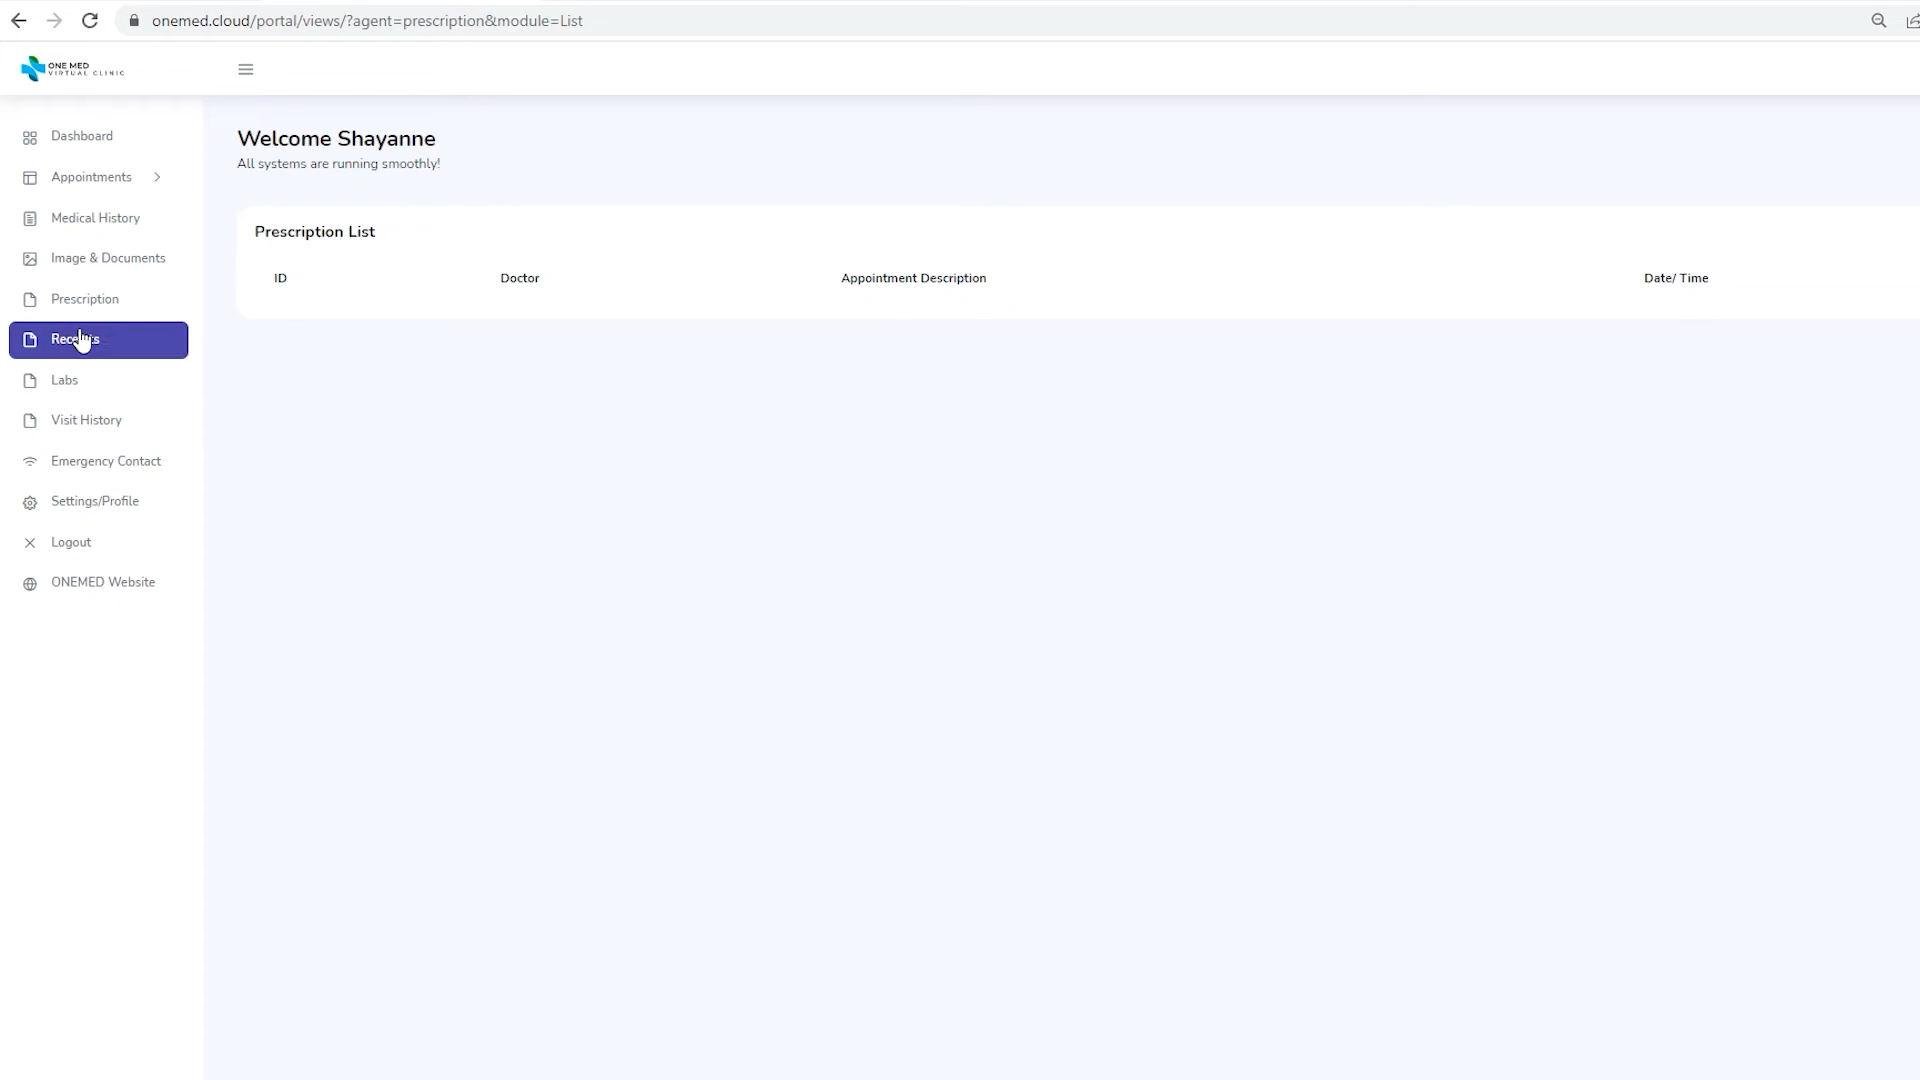 onemed.cloud/portal/views/?agent=prescription&module=List
ONE MED
VIRTUAL CLINIC
Dashboard
Appointments
Medical History
Image & Documents
Prescription
Labs
Visit History
Emergency Contact
Settings/Profile
Logout
ONEMED Website
Welcome Shayanne
All systems are running smoothly!
Prescription List
ID Doctor Appointment Description Date/ Time